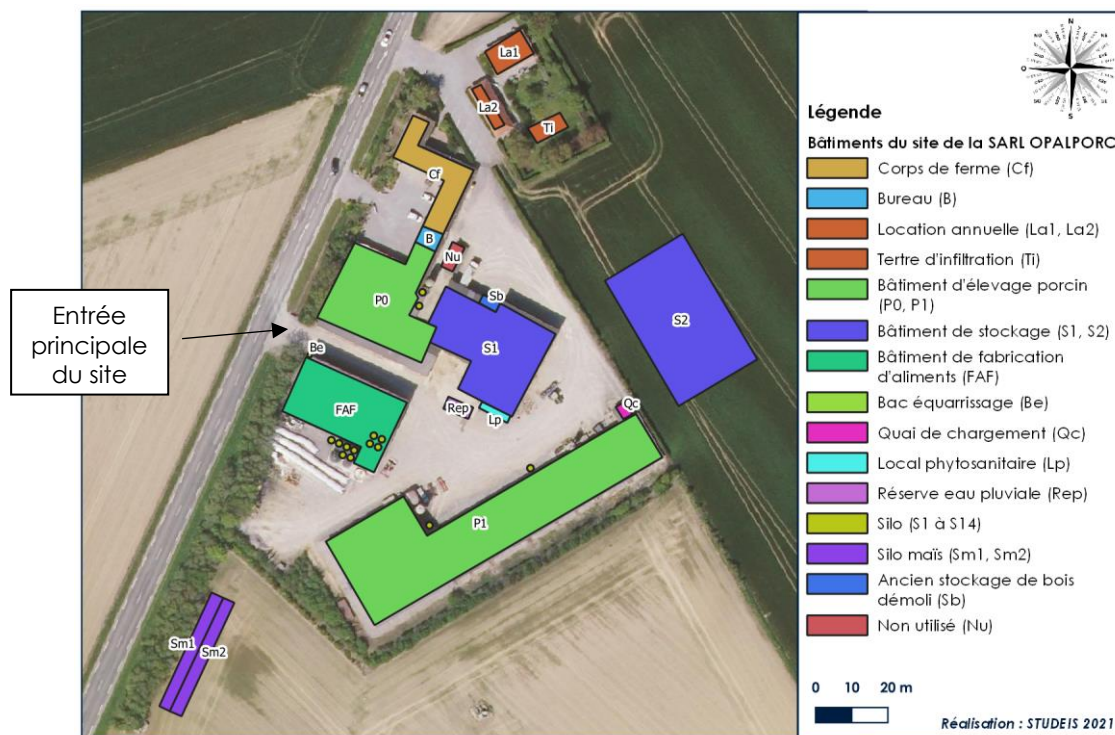 Entrée
principale
du site
La1
La2
Ti
Cf
B
Nu
P0
Sb
S1
S2
Be
FAF
Rep
Lp
Qc
P1
Sm1
Sm2
N
S
O
Légende
Bâtiments du site de la SARL OPALPORC
Corps de ferme (Cf)
Bureau (B)
Location annuelle (La1, La2)
Tertre d'infiltration (Ti)
Bâtiment d'élevage porcin
(P0, P1)
Bâtiment de stockage (S1, S2)
Bâtiment de fabrication
d'aliments (FAF)
Bac équarrissage (Be)
Quai de chargement (Qc)
Local phytosanitaire (Lp)
Réserve eau pluviale (Rep)
Silo (S1 à S14)
Silo maïs (Sm1, Sm2)
Ancien stockage de bois
démoli (Sb)
Non utilisé (Nu)
0 10 20 m
Réalisation : STUDEIS 2021